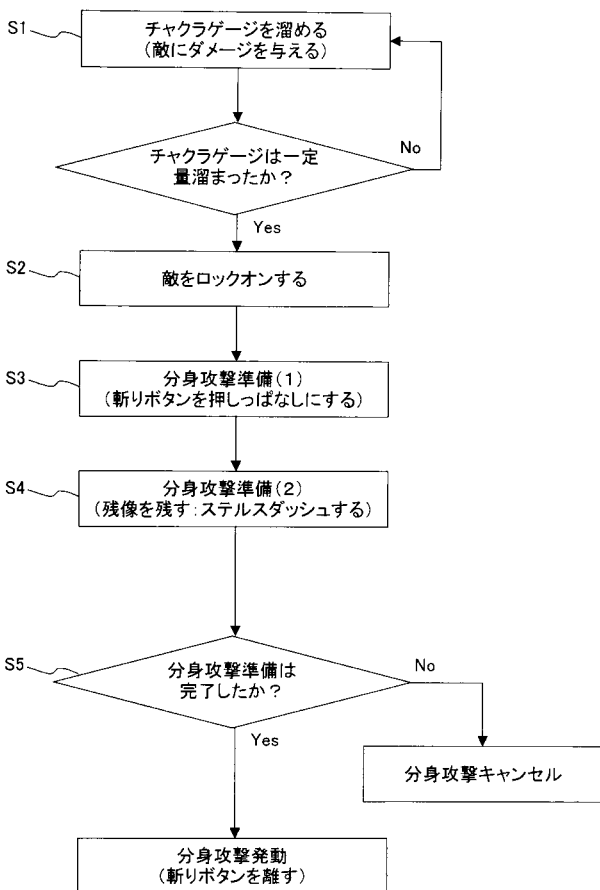 S1
チャクラゲージを溜める
(敵にダメージを与える)
チャクラゲージは一定
量溜まったか？
No
Yes
S2
敵をロックオンする
S3
分身攻撃準備(1)
(斬りボタンを押しっぱなしにする)
S4
分身攻撃準備(2)
(残像を残す:ステルスダッシュする)
S5
分身攻撃準備は
完了したか？
No
Yes
分身攻撃キャンセル
分身攻撃発動
(斬りボタンを離す)